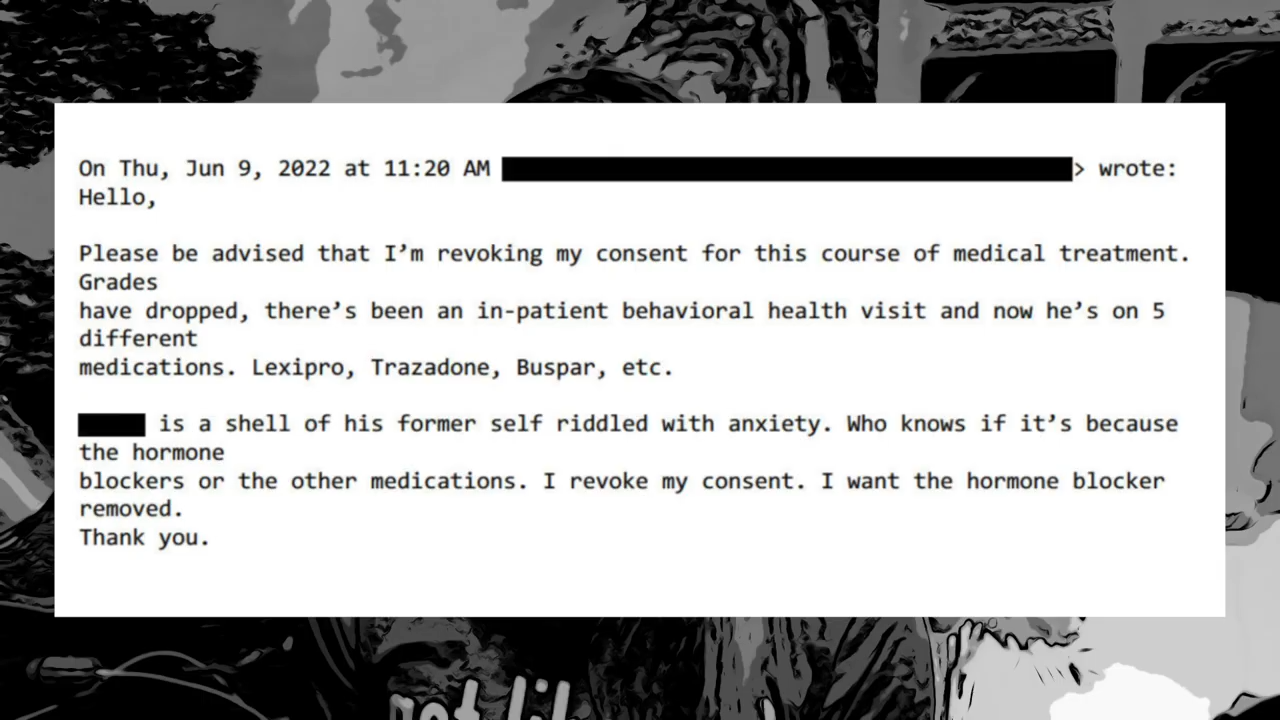 On Thu, Jun 9, 2022 at 11:20 AM > wrote:
Hello,
Please be advised that I’m revoking my consent for this course of medical treatment.
Grades
have dropped, there’s been an in-patient behavioral health visit and now he’s on 5
different
medications. Lexipro, Trazadone, Buspar, etc.
is a shell of his former self riddled with anxiety. Who knows if it’s because
the hormone
blockers or the other medications. I revoke my consent. I want the hormone blocker
removed.
Thank you.